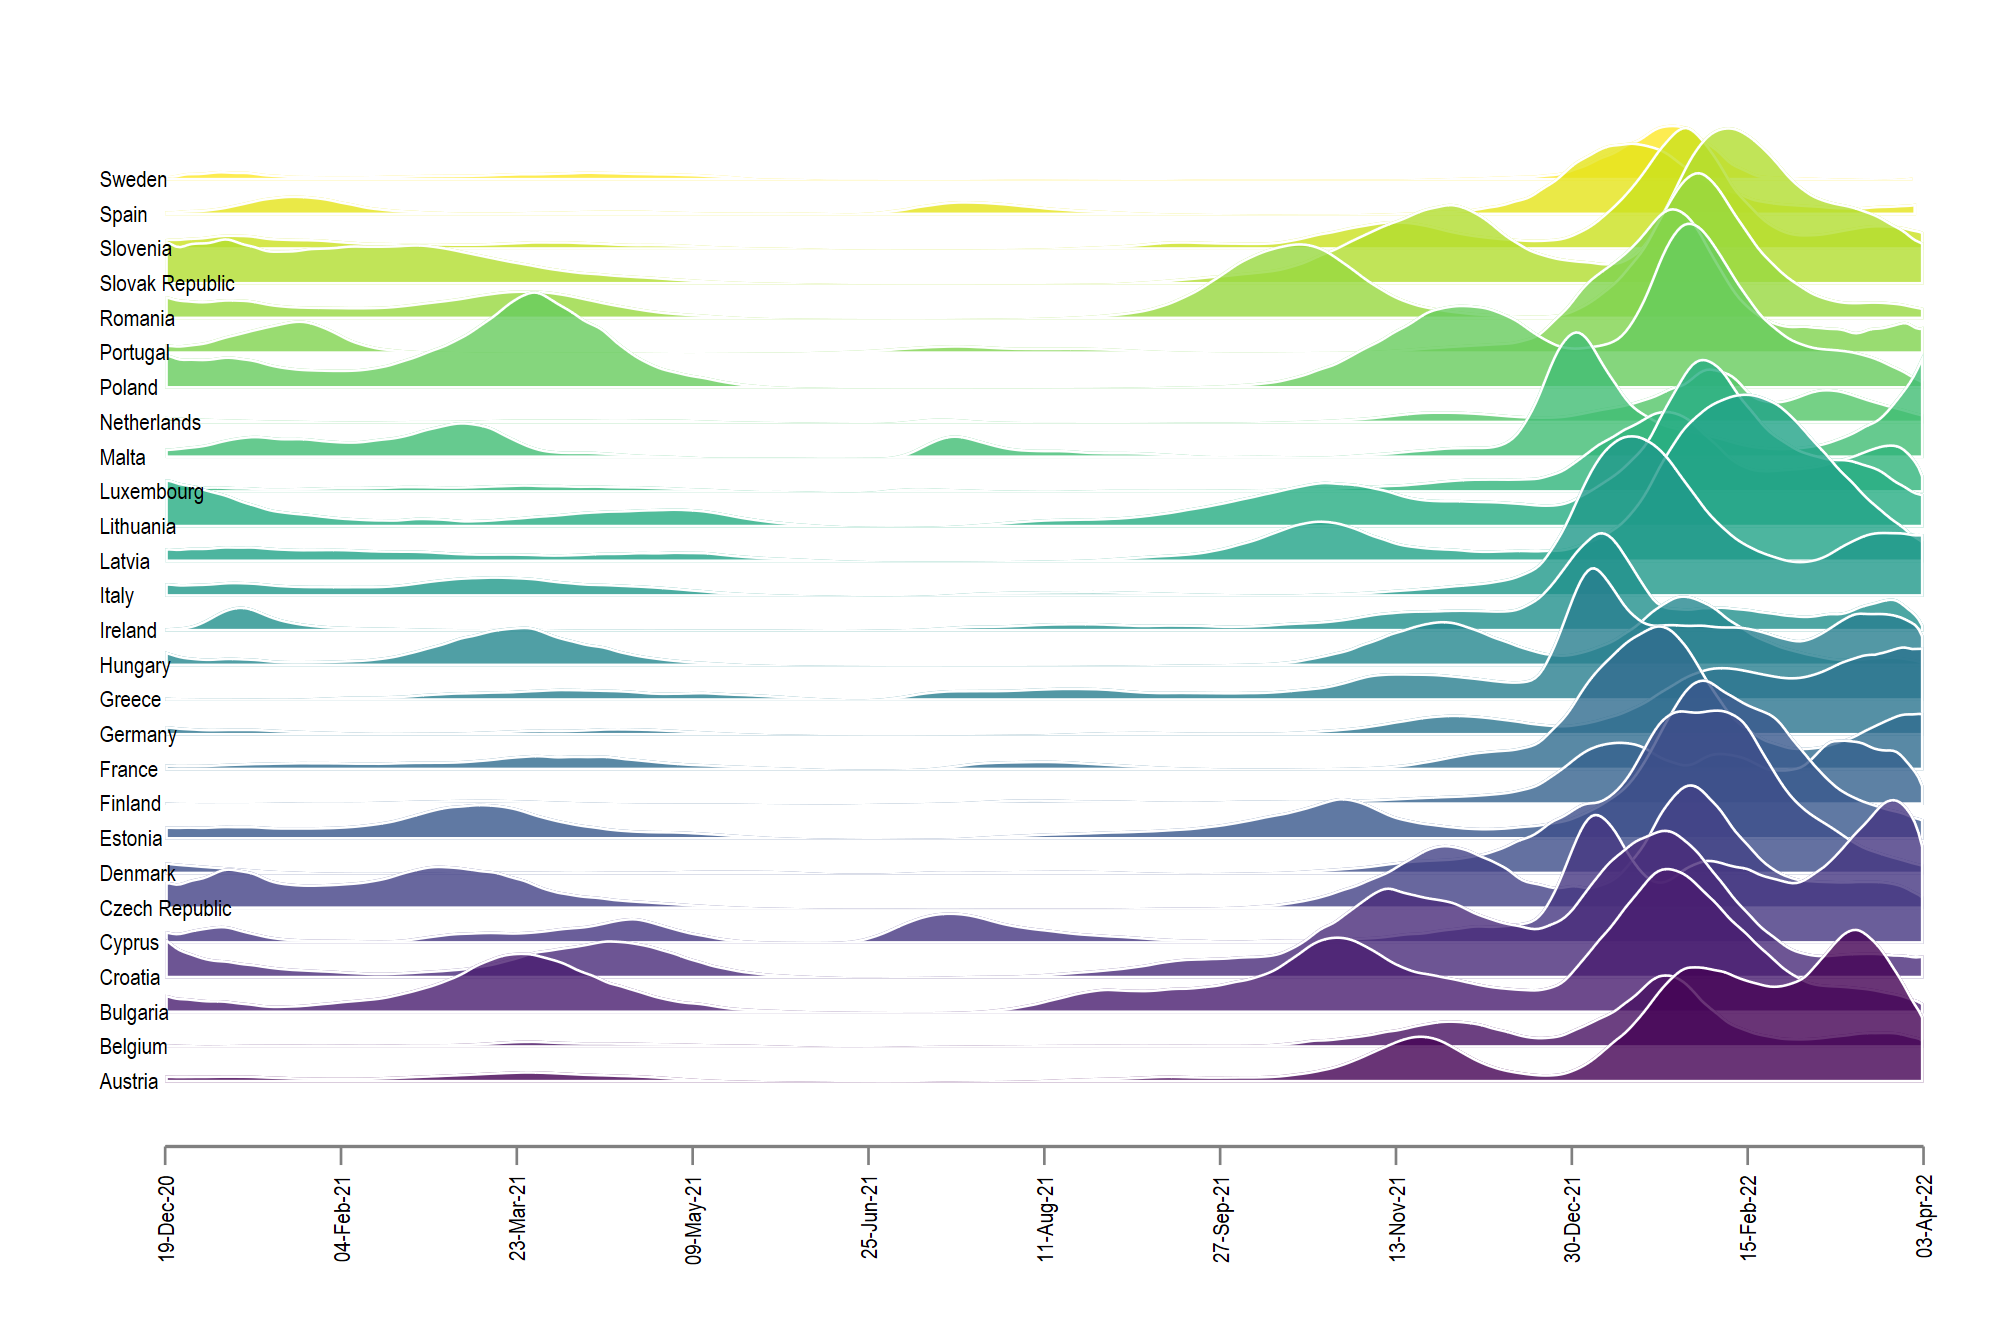 Sweden
Spain
Slovenia
Slovak Republic
Romania
Portugal
Poland
Netherlands
Malta
Luxembourg
Lithuania
Latvia
Italy
Ireland
Hungary
Greece
Germany
France
Finland
Estonia
Denmark
Czech Republic
Cyprus
Croatia
Bulgaria
Belgium
Austria
19-Dec-20
04-Feb-21
23-Mar-21
09-May-21
25-Jun-21
11-Aug-21
27-Sep-21
13-Nov-21
30-Dec-21
15-Feb-22
03-Apr-22